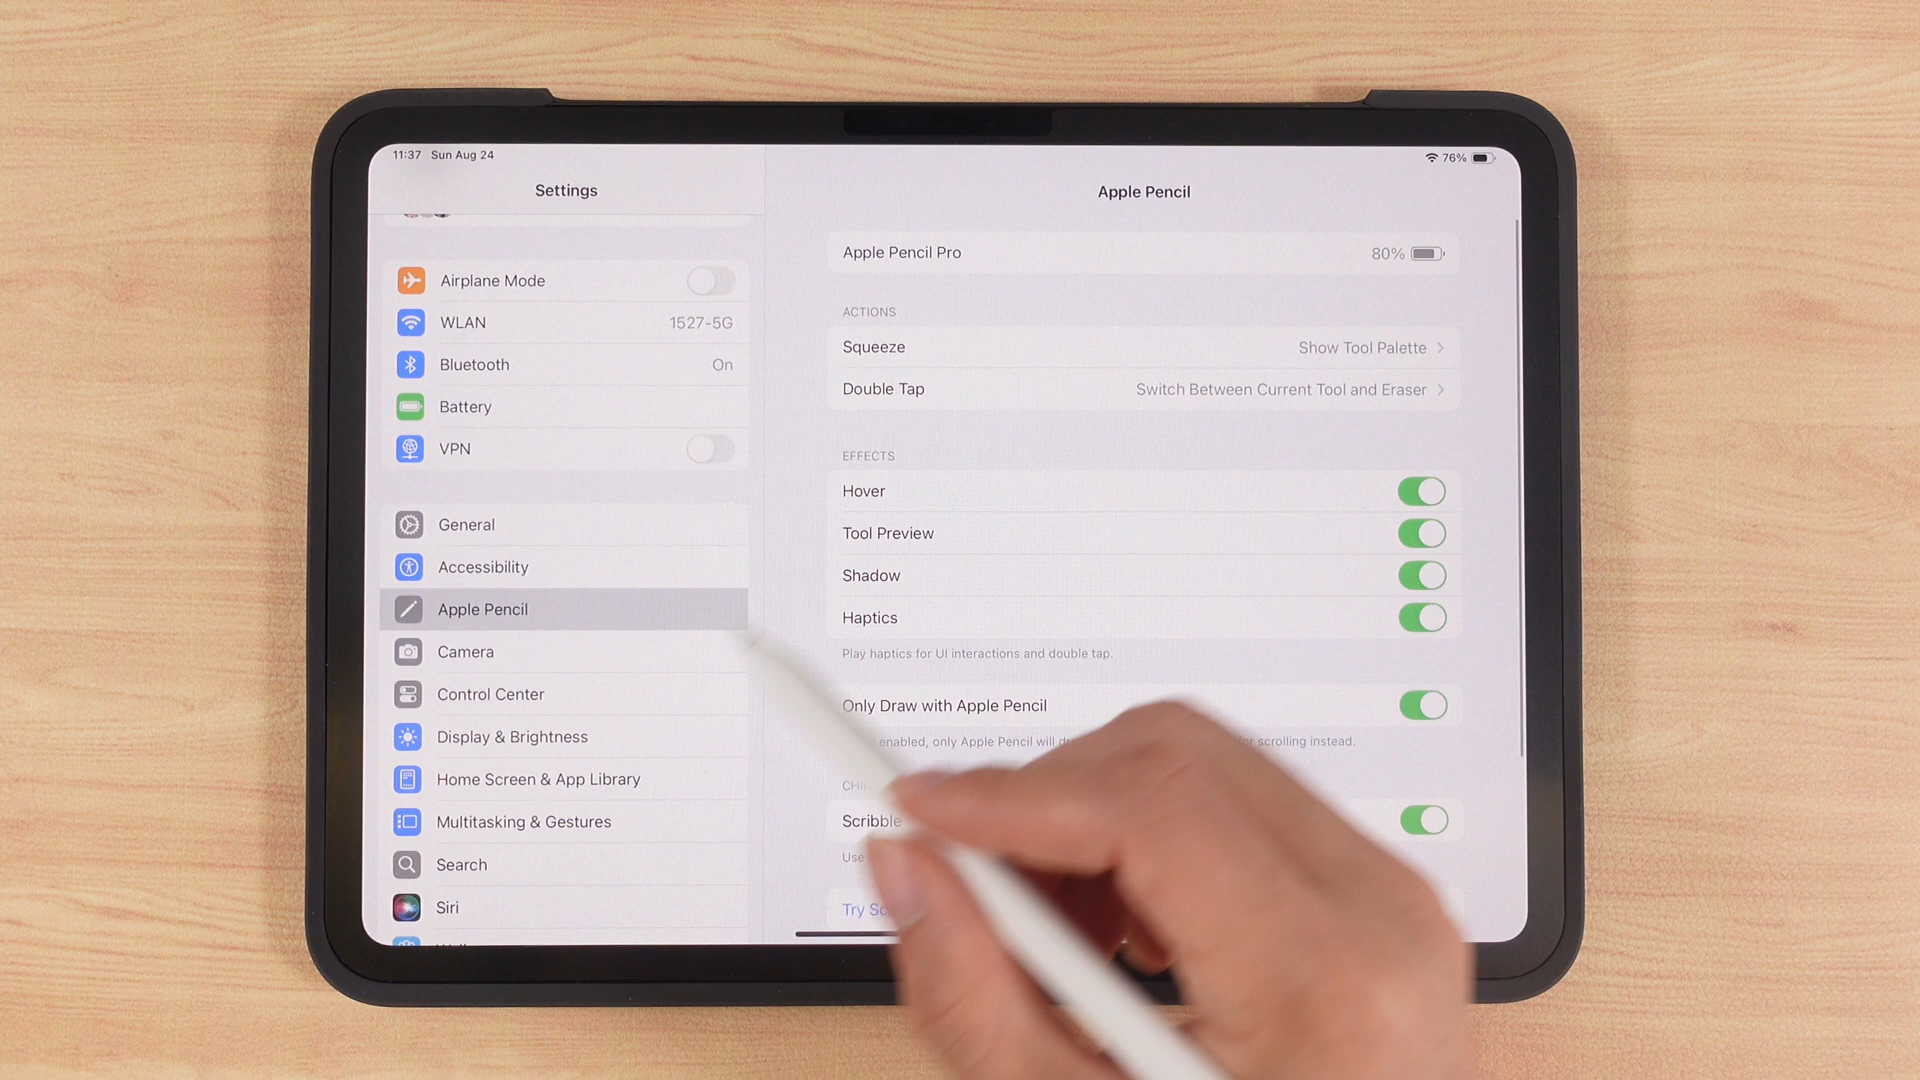 11:37 Sun Aug 24
76%
Settings
Airplane Mode
WLAN 1527-5G
Bluetooth On
Battery
VPN
General
Accessibility
Apple Pencil
Camera
Control Center
Display & Brightness
Home Screen & App Library
Multitasking & Gestures
Search
Siri
Apple Pencil
Apple Pencil Pro 80%
ACTIONS
Squeeze Show Tool Palette
Double Tap Switch Between Current Tool and Eraser
EFFECTS
Hover
Tool Preview
Shadow
Haptics
Play haptics for UI interactions and double tap.
Only Draw with Apple Pencil
enabled, only Apple Pencil will scrolling instead.
Scribble
Use
Try